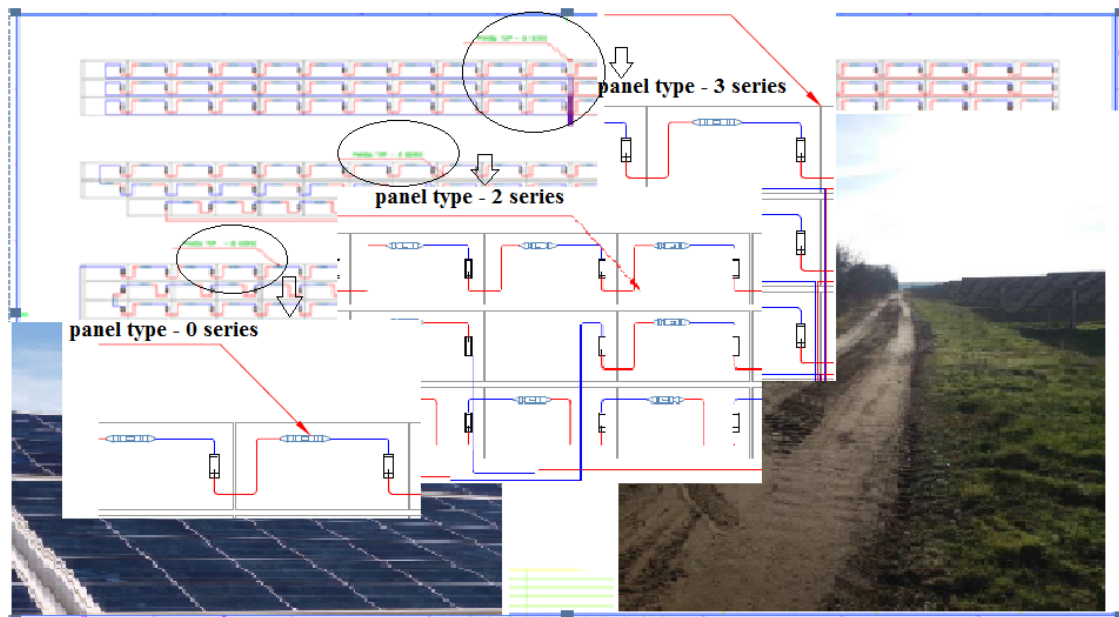 panel type - 3 series
panel type - 2 series
panel type - 0 series